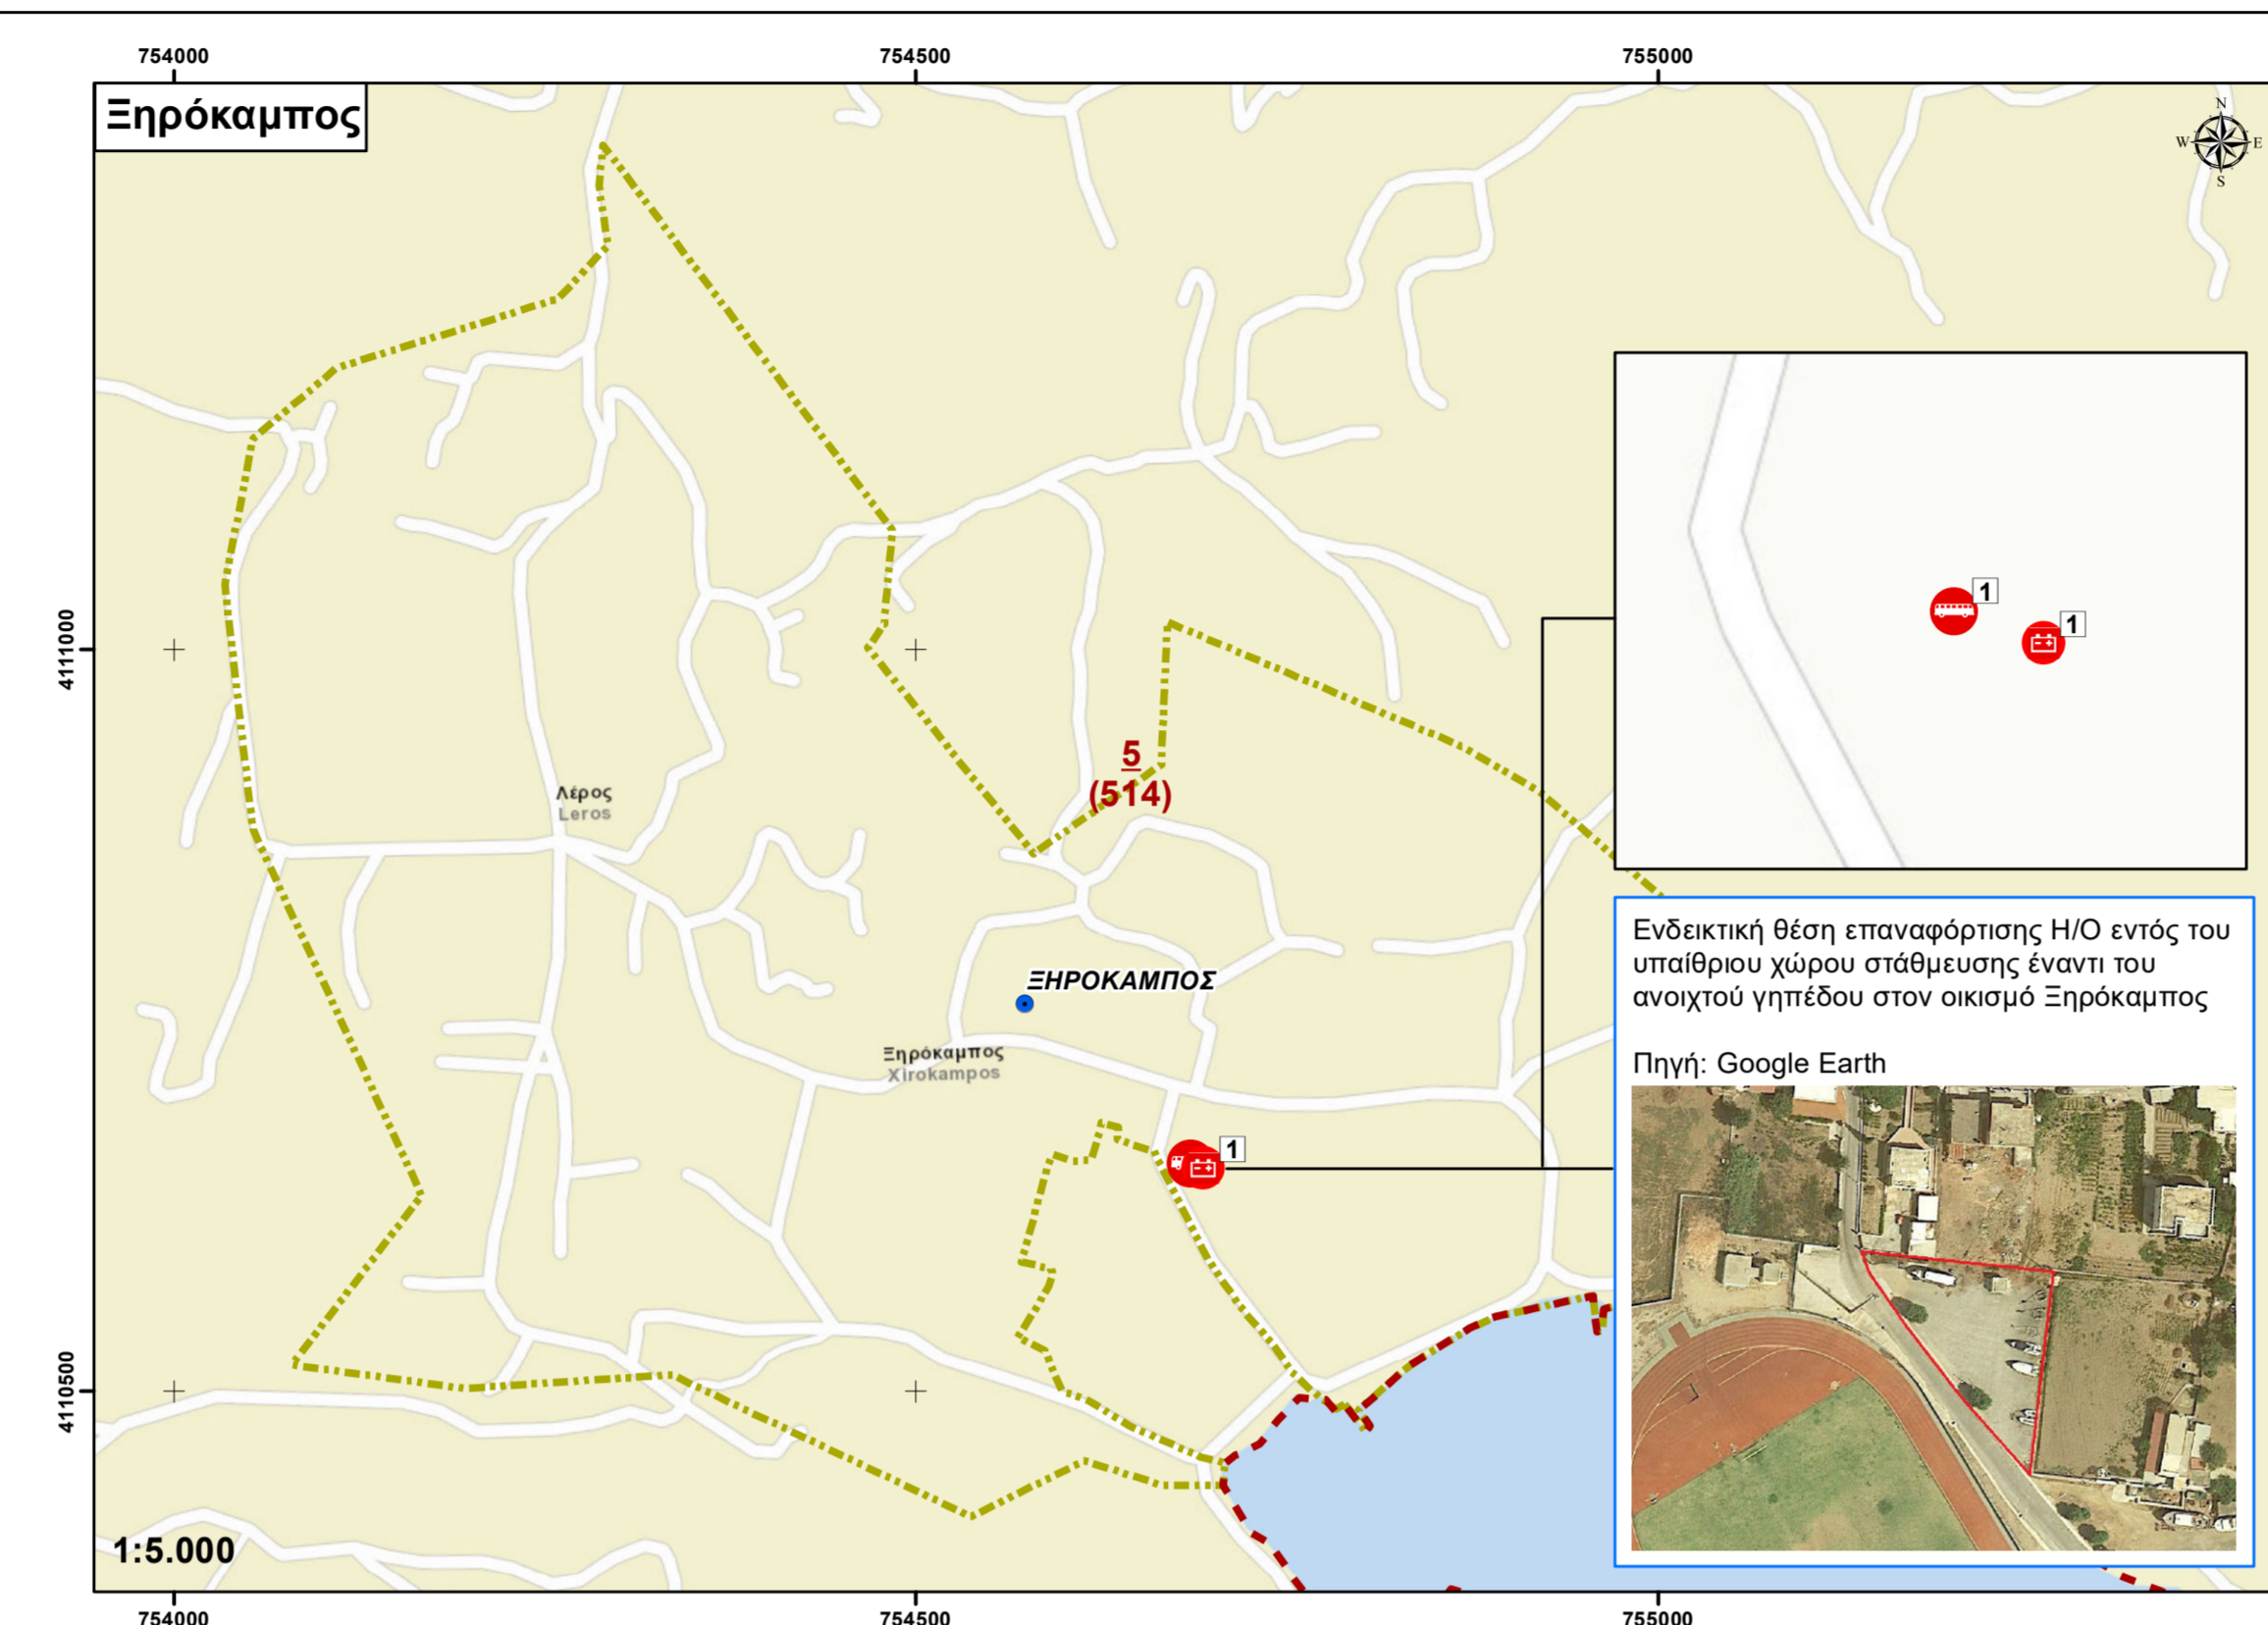 754000
754500
755000
Ξηρόκαμπος
N
W
E
S
4111000
1
1
5
(514)
Λέρος
Leros
ΞΗΡΟΚΑΜΠΟΣ
Ξηρόκαμπος
Xirokampos
1
Ενδεικτική θέση επαναφόρτισης Η/Ο εντός του
υπαίθριου χώρου στάθμευσης έναντι του
ανοιχτού γηπέδου στον οικισμό Ξηρόκαμπος
Πηγή: Google Earth
4110500
1:5.000
754000
754500
755000